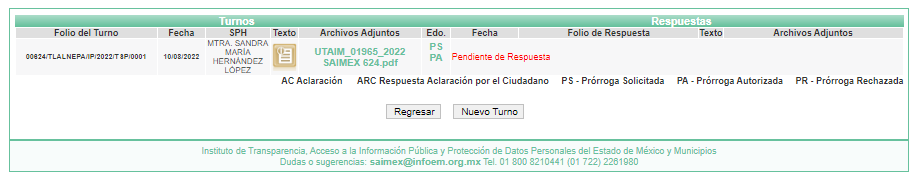 Turnos Respuestas
Folio del Turno Fecha SPH Texto Archivos Adjuntos Edo. Fecha Folio de Respuesta Texto Archivos Adjuntos
00624/TLALNEPA/IP/2022/TSP/0001 10/03/2022 MTRA. SANDRA MARÍA HERNÁNDEZ LÓPEZ UTAIM_01965_2022 SAIMEX 624.pdf PS PA Pendiente de Respuesta
AC Aclaración ARC Respuesta Aclaración por el Ciudadano PS - Prórroga Solicitada PA - Prórroga Autorizada PR - Prórroga Rechazada
Regresar Nuevo Turno
Instituto de Transparencia, Acceso a la Información Pública y Protección de Datos Personales del Estado de México y Municipios
Dudas o sugerencias: saimex@infoem.org.mx Tel. 01 800 8210441 (01 722) 2261980